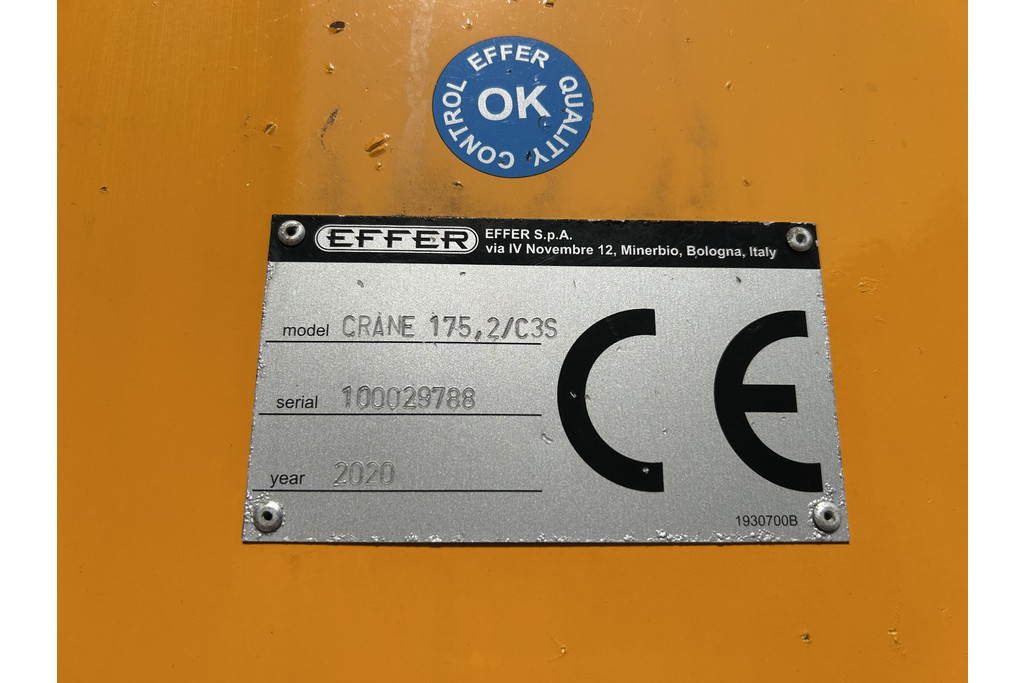 EFFER QUALITY CONTROL
OK
EFFER
EFFER S.p.A.
via IV Novembre 12, Minerbio, Bologna, Italy
model CRANE 175,2/C3S
serial 100029788
year 2020
CE
1930700B